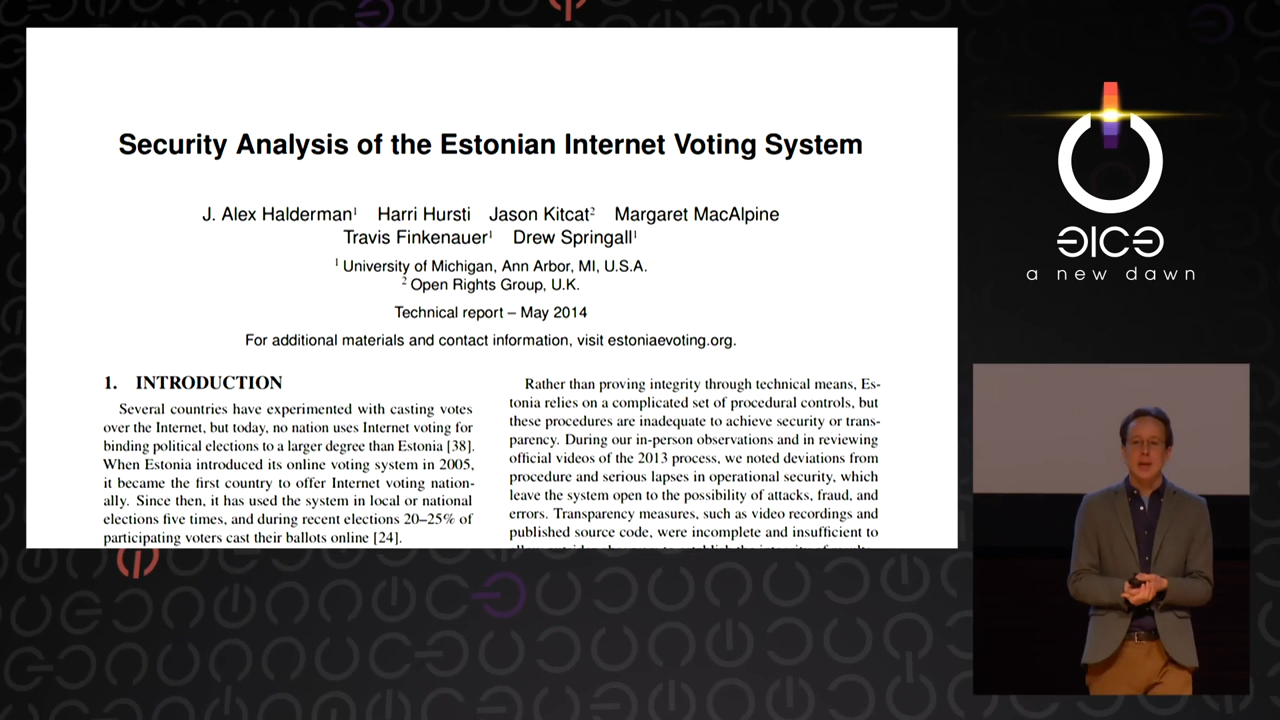 Security Analysis of the Estonian Internet Voting System
J. Alex Halderman¹ Harri Hursti Jason Kitcat² Margaret MacAlpine
Travis Finkenauer¹ Drew Springall¹
¹ University of Michigan, Ann Arbor, MI, U.S.A.
² Open Rights Group, U.K.
Technical report – May 2014
For additional materials and contact information, visit estoniaevoting.org.
1. INTRODUCTION
Several countries have experimented with casting votes
over the Internet, but today, no nation uses Internet voting for
binding political elections to a larger degree than Estonia [38].
When Estonia introduced its online voting system in 2005,
it became the first country to offer Internet voting nation-
ally. Since then, it has used the system in local or national
elections five times, and during recent elections 20–25% of
participating voters cast their ballots online [24].
Rather than proving integrity through technical means, Es-
tonia relies on a complicated set of procedural controls, but
these procedures are inadequate to achieve security or trans-
parency. During our in-person observations and in reviewing
official videos of the 2013 process, we noted deviations from
procedure and serious lapses in operational security, which
leave the system open to the possibility of attacks, fraud, and
errors. Transparency measures, such as video recordings and
published source code, were incomplete and insufficient to
a new dawn